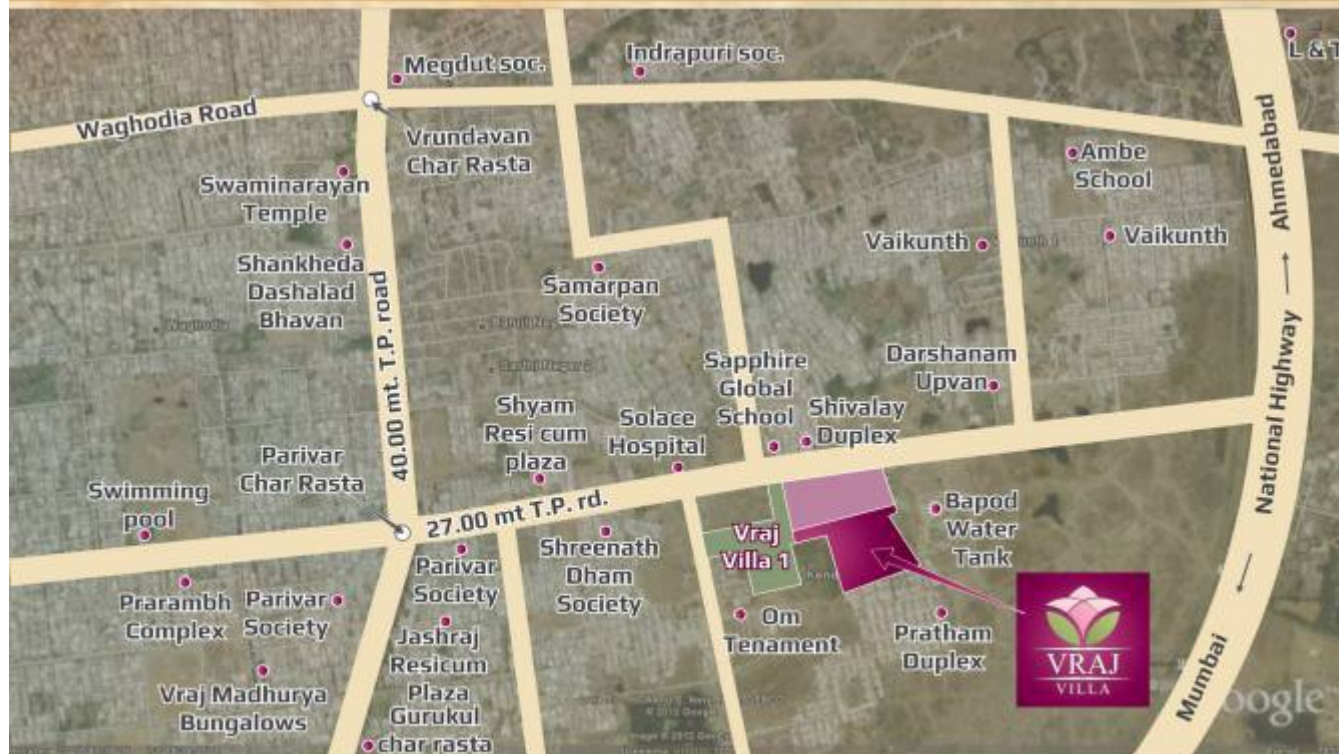 L & T
Megdut soc.
Indrapuri soc.
Waghodia Road
Vrundavan
Char Rasta
Ahmedabad
Ambe
School
Swaminarayan
Temple
Vaikunth
Vaikunth
Shankheda
Dashalad
Bhavan
Samarpan
Society
40.00 mt. T.P. road
National Highway
Sapphire
Global
School
Darshanam
Upvan
Shyam
Resi cum
plaza
Solace
Hospital
Shivalay
Duplex
Parivar
Char Rasta
Swimming
pool
27.00 mt T.P. rd.
Bapod
Water
Tank
Vraj
Villa 1
Shreenath
Dham
Society
Parivar
Society
Prarambh
Complex
Parivar
Society
Om
Tenament
Pratham
Duplex
Jashraj
Resicum
Plaza
VRAJ
VILLA
Mumbai
Vraj Madhurya
Bungalows
Gurukul
char rasta
oogle